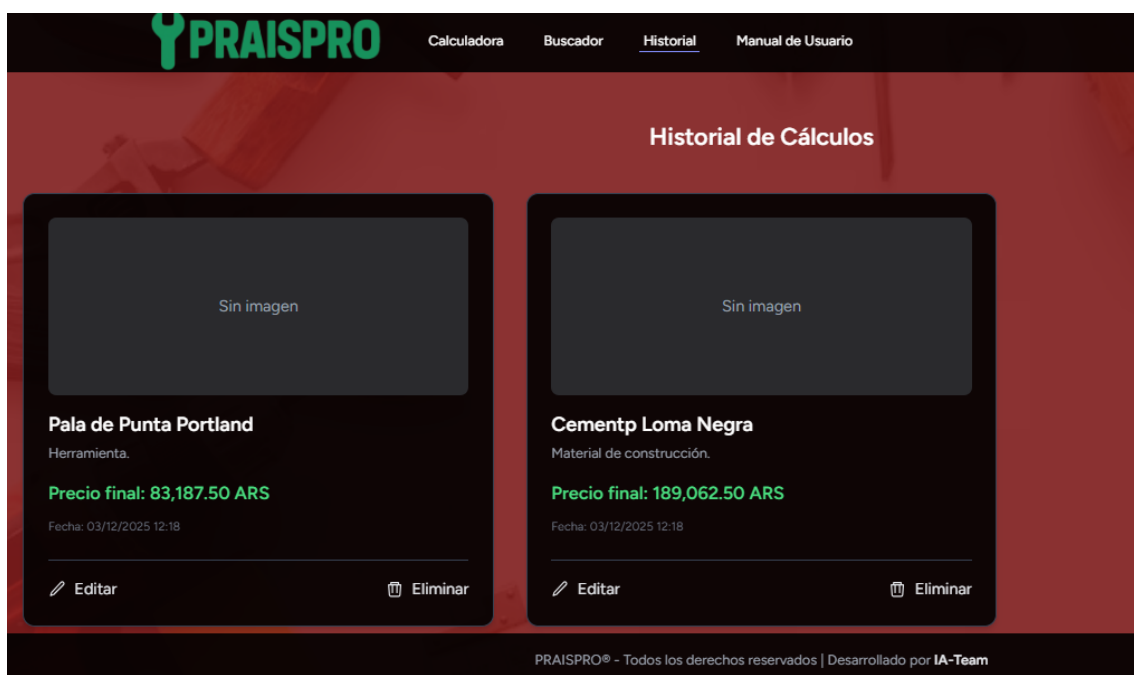 PRAISPRO
Calculadora Buscador Historial Manual de Usuario
Historial de Cálculos
Sin imagen
Pala de Punta Portland
Herramienta.
Precio final: 83,187.50 ARS
Fecha: 03/12/2025 12:18
Editar Eliminar
Sin imagen
Cementp Loma Negra
Material de construcción.
Precio final: 189,062.50 ARS
Fecha: 03/12/2025 12:18
Editar Eliminar
PRAISPRO® - Todos los derechos reservados | Desarrollado por IA-Team